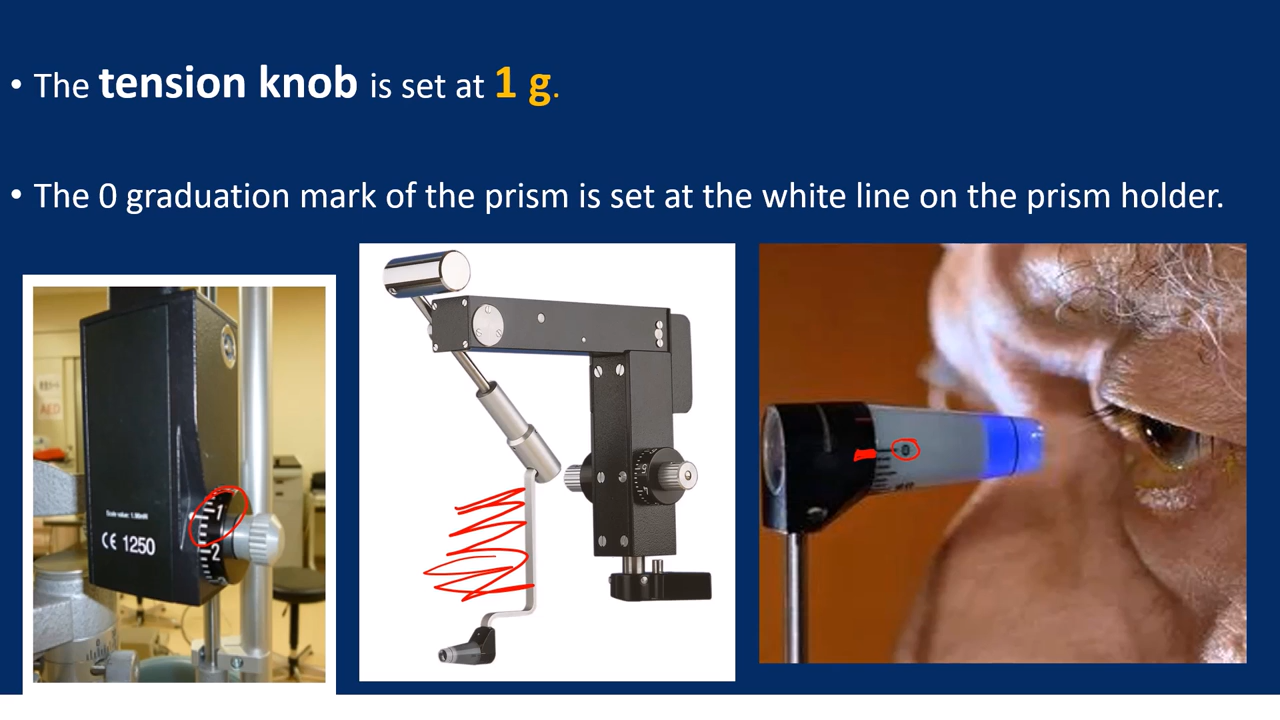 • The tension knob is set at 1 g.
• The 0 graduation mark of the prism is set at the white line on the prism holder.
AED
1
2
CE 1250